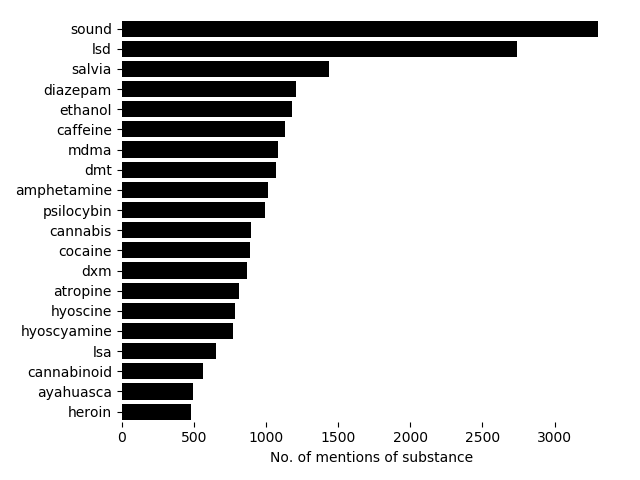 sound
lsd
salvia
diazepam
ethanol
caffeine
mdma
dmt
amphetamine
psilocybin
cannabis
cocaine
dxm
atropine
hyoscine
hyoscyamine
lsa
cannabinoid
ayahuasca
heroin
0 500 1000 1500 2000 2500 3000
No. of mentions of substance